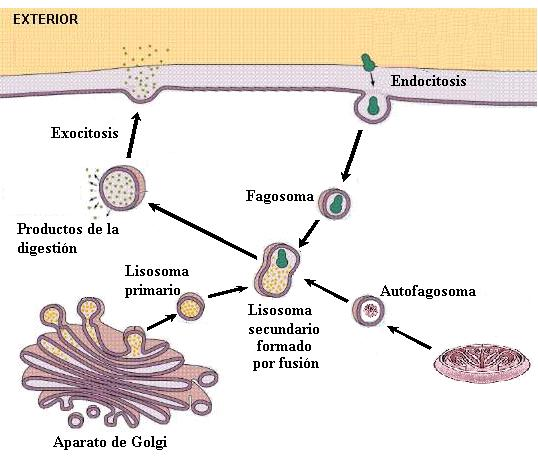 EXTERIOR
Endocitosis
Exocitosis
Fagosoma
Productos de la
digestión
Lisosoma
primario
Autofagosoma
Lisosoma
secundario
formado
por fusión
Aparato de Golgi